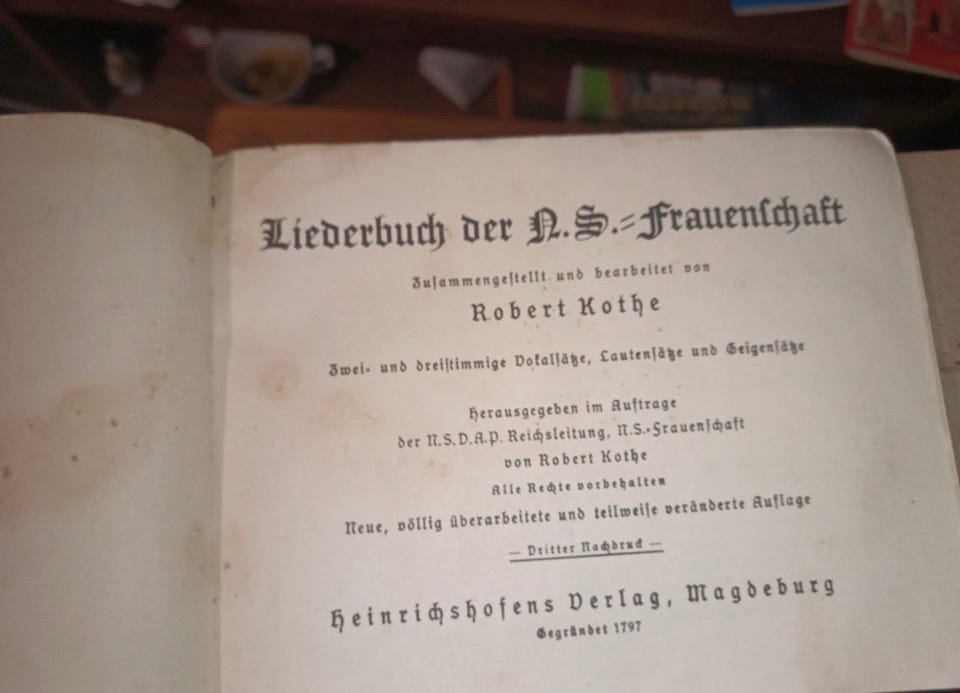 Liederbuch der N.S.-Frauenſchaft
Zuſammengeſtellt und bearbeitet von
Robert Kothe
Zwei- und dreiſtimmige Vokalſätze, Lautenſätze und Geigenſätze
Herausgegeben im Auftrage
der N.S.D.A.P. Reichsleitung, N.S.-Frauenſchaft
von Robert Kothe
Alle Rechte vorbehalten
Neue, völlig überarbeitete und teilweiſe veränderte Auflage
— Dritter Nachdruck —
Heinrichshofens Verlag, Magdeburg
Gegründet 1797